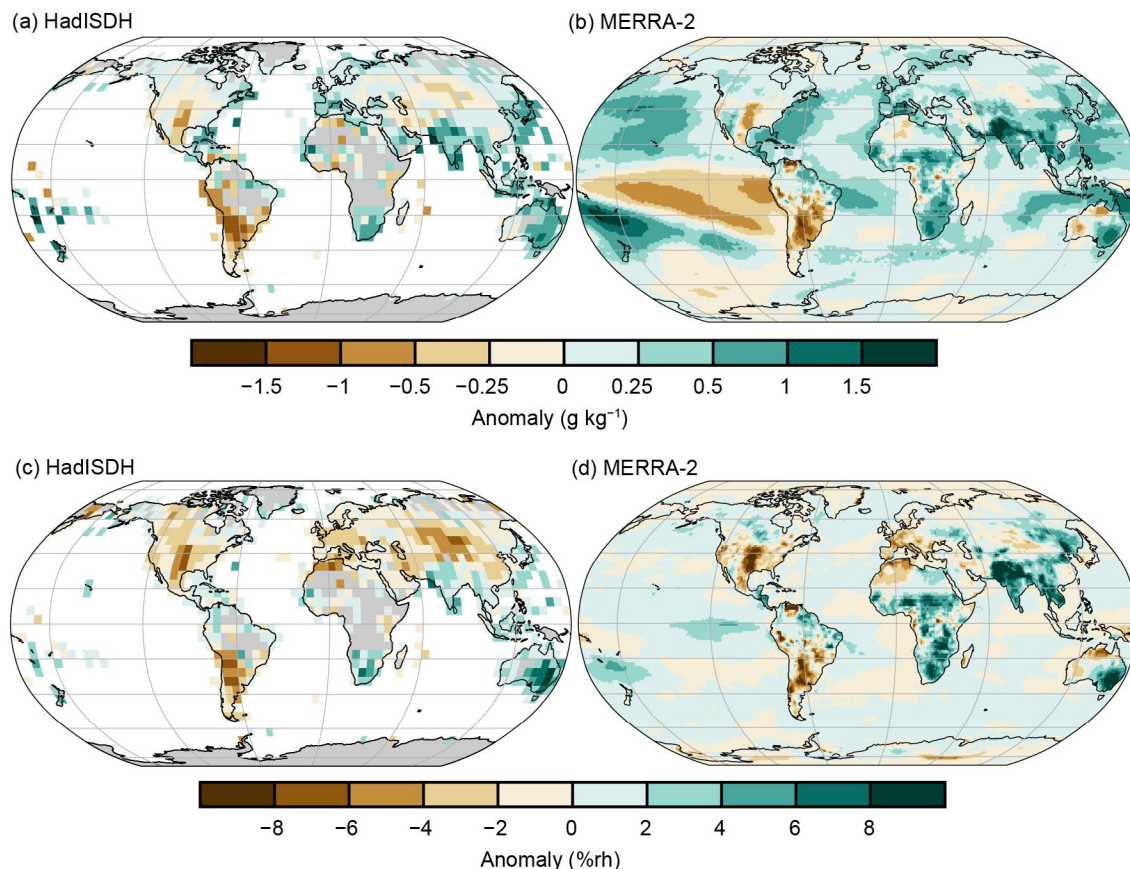 (a) HadISDH
(b) MERRA-2
−1.5 −1 −0.5 −0.25 0 0.25 0.5 1 1.5
Anomaly (g kg⁻¹)
(c) HadISDH
(d) MERRA-2
−8 −6 −4 −2 0 2 4 6 8
Anomaly (%rh)